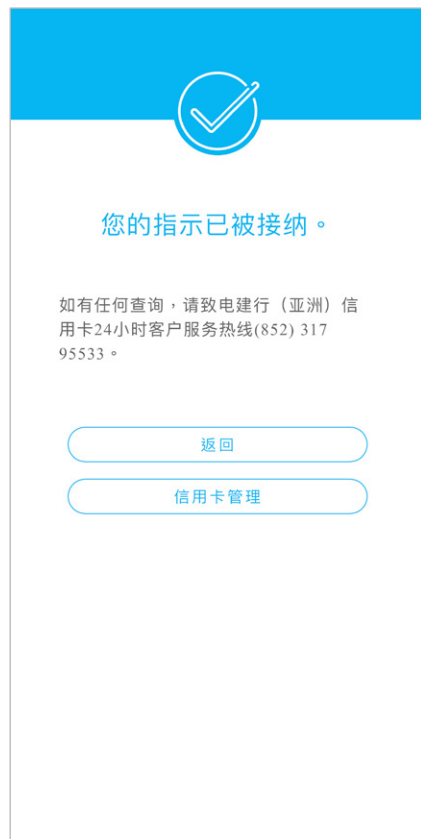 您的指示已被接纳。
如有任何查询，请致电建行（亚洲）信
用卡24小时客户服务热线(852) 317
95533。
返回
信用卡管理